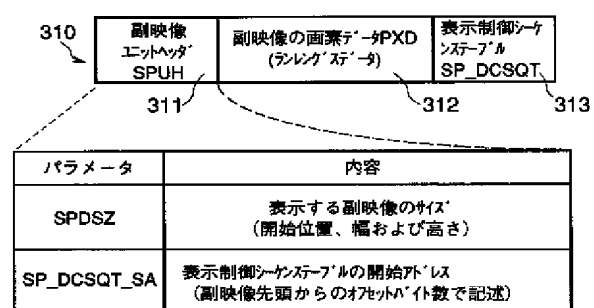 310
副映像
ユニットヘッダ
SPUH
副映像の画素データPXD
(ランレングスデータ)
表示制御シーケ
ンステーブル
SP_DCSQT
311
312
313
パラメータ
内容
SPDSZ
表示する副映像のサイズ
(開始位置、幅および高さ)
SP_DCSQT_SA
表示制御シーケンステーブルの開始アドレス
(副映像先頭からのオフセットバイト数で記述)